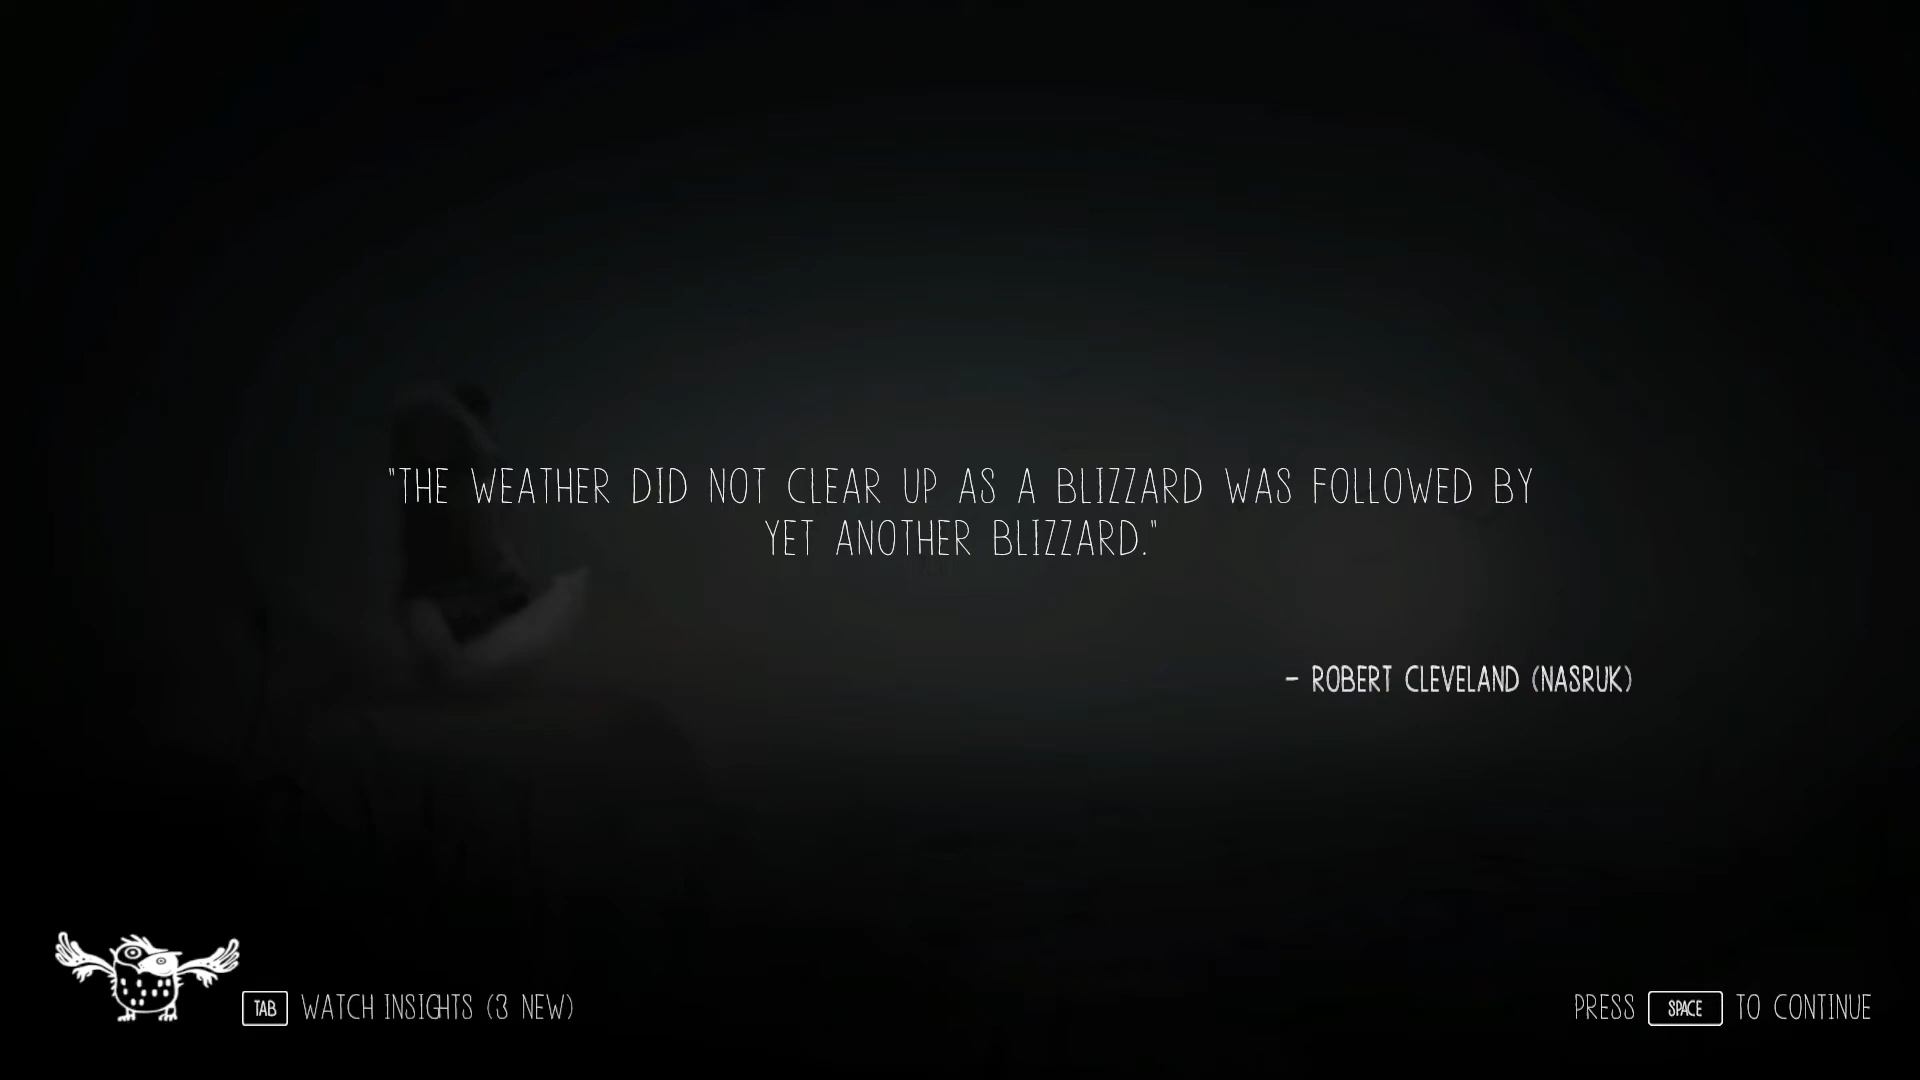 "THE WEATHER DID NOT CLEAR UP AS A BLIZZARD WAS FOLLOWED BY
YET ANOTHER BLIZZARD."
- ROBERT CLEVELAND (NASRUK)
TAB WATCH INSIGHTS (3 NEW)
PRESS SPACE TO CONTINUE